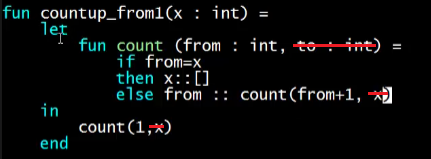 fun countup_from1(x : int) =
let
fun count (from : int, to : int) =
if from=x
then x::[]
else from :: count(from+1, x)
in
count(1,x)
end